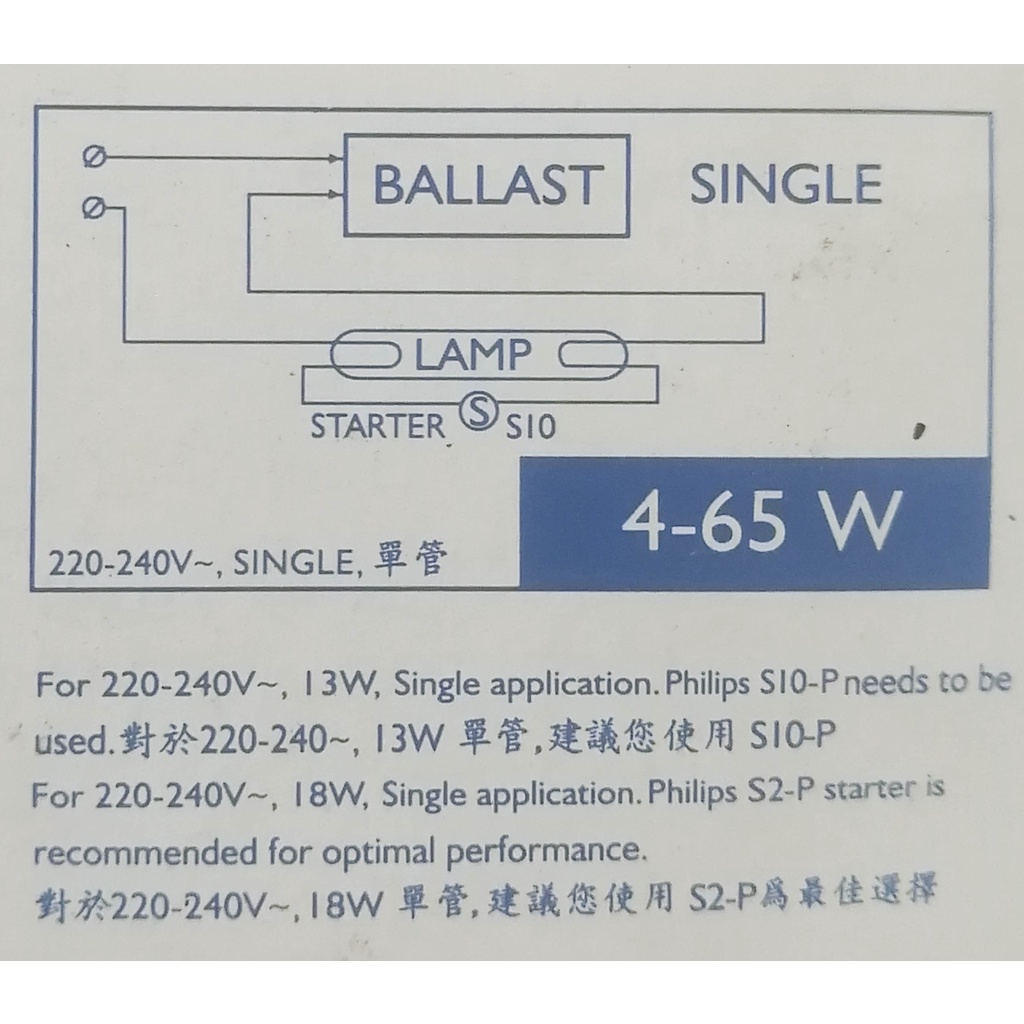 BALLAST SINGLE
LAMP
STARTER S S10
4-65 W
220-240V~, SINGLE, 單管
For 220-240V~, 13W, Single application. Philips S10-P needs to be
used. 對於220-240~, 13W 單管,建議您使用 S10-P
For 220-240V~, 18W, Single application. Philips S2-P starter is
recommended for optimal performance.
對於220-240V~, 18W 單管,建議您使用 S2-P爲最佳選擇